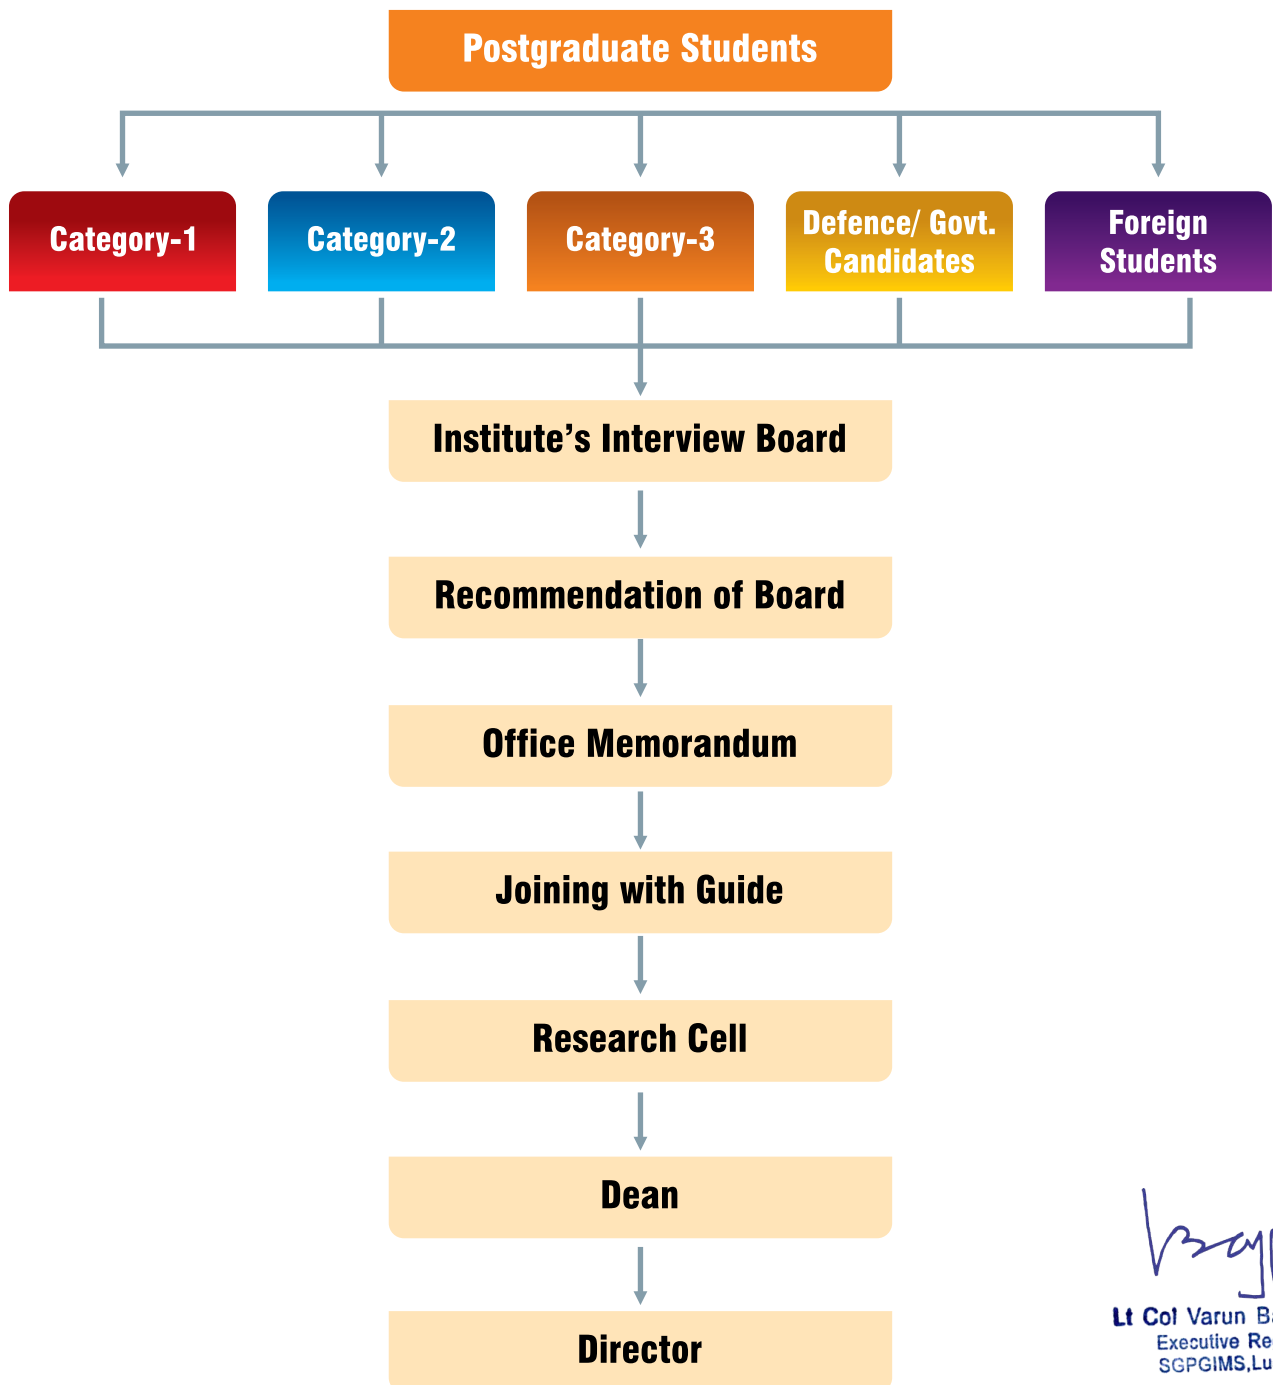 Postgraduate Students
Category-1
Category-2
Category-3
Defence/ Govt.
Candidates
Foreign
Students
Institute’s Interview Board
Recommendation of Board
Office Memorandum
Joining with Guide
Research Cell
Dean
Director
Lt Col Varun
Executive
SGPGIMS,